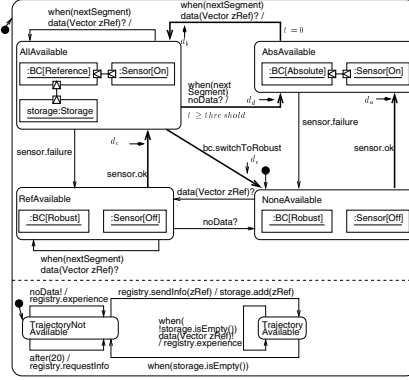 when(nextSegment)
data(Vector zRef)? /
when(nextSegment)
data(Vector zRef)? /
t = 0
d_b
AllAvailable
AbsAvailable
:BC[Reference]
:Sensor[On]
storage:Storage
when(next
Segment)
noData? /
d_d
t ≥ threshold
:BC[Absolute]
:Sensor[On]
d_a
sensor.failure
d_c
sensor.ok
bc.switchToRobust
sensor.failure
sensor.ok
RefAvailable
:BC[Robust]
:Sensor[Off]
data(Vector zRef)?
noData?
NoneAvailable
:BC[Robust]
:Sensor[Off]
when(nextSegment)
data(Vector zRef)?
noData! /
registry.experience
registry.sendInfo(zRef) / storage.add(zRef)
TrajectoryNot
Available
when(
!storage.isEmpty())
data(Vector zRef)!
/ registry.experience
Trajectory
Available
after(20) /
registry.requestInfo
when(storage.isEmpty())